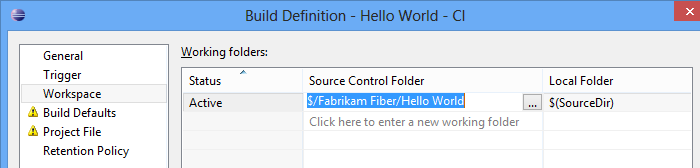 Build Definition - Hello World - CI
General
Trigger
Workspace
Build Defaults
Project File
Retention Policy
Working folders:
Status Source Control Folder Local Folder
Active $/Fabrikam Fiber/Hello World ... $(SourceDir)
Click here to enter a new working folder